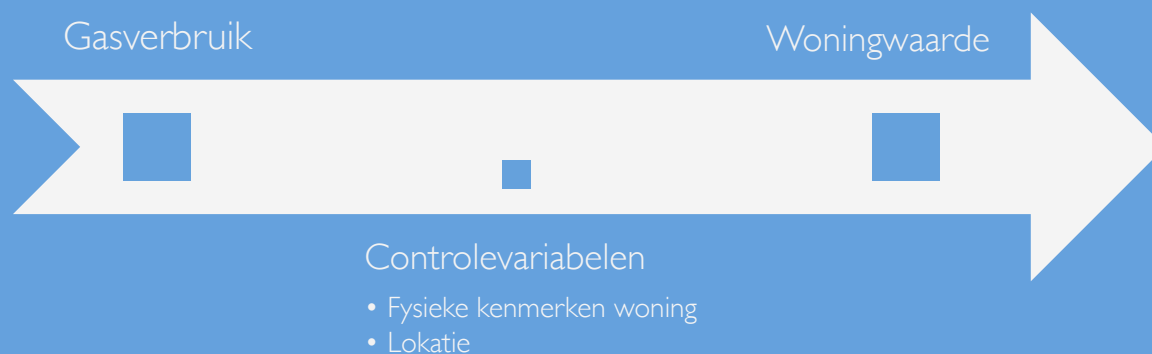 Gasverbruik
Woningwaarde
Controlevariabelen
• Fysieke kenmerken woning
• Lokatie